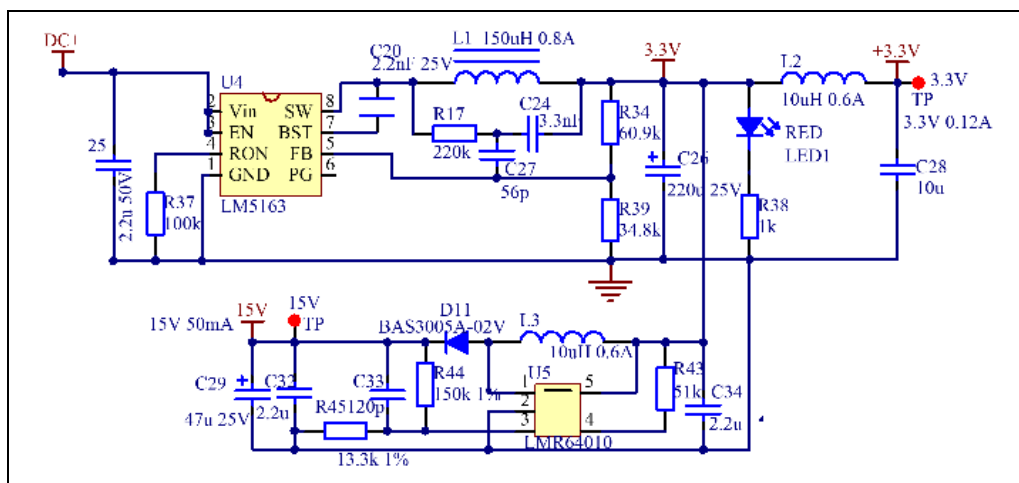 DC+
C20
2.2nF 25V
L1 150uH 0.8A
3.3V
L2
10uH 0.6A
+3.3V
3.3V
TP
3.3V 0.12A
U4
2 Vin SW 8
3 EN BST 7
4 RON FB 5
1 GND PG 6
LM5163
25
2.2u 50V
R37
100k
R17
220k
C24
3.3nF
C27
56p
R34
60.9k
R39
34.8k
C26
220u 25V
RED
LED1
R38
1k
C28
10u
15V
15V 50mA
15V
TP
D11
BAS3005A-02V
L3
10uH 0.6A
C29
47u 25V
C33
2.2u
C33
120p
R44
150k 1%
R45
13.3k 1%
U5
1
2
3
5
4
LMR64010
R43
51k
C34
2.2u